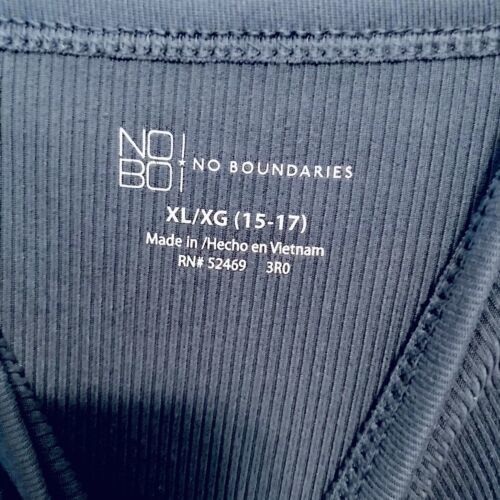 NO
BO
NO BOUNDARIES
XL/XG (15-17)
Made in /Hecho en Vietnam
RN# 52469 3R0